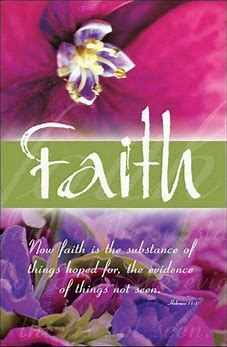 Faith
Now faith is the substance of
things hoped for, the evidence
of things not seen.
Hebrews 11:1